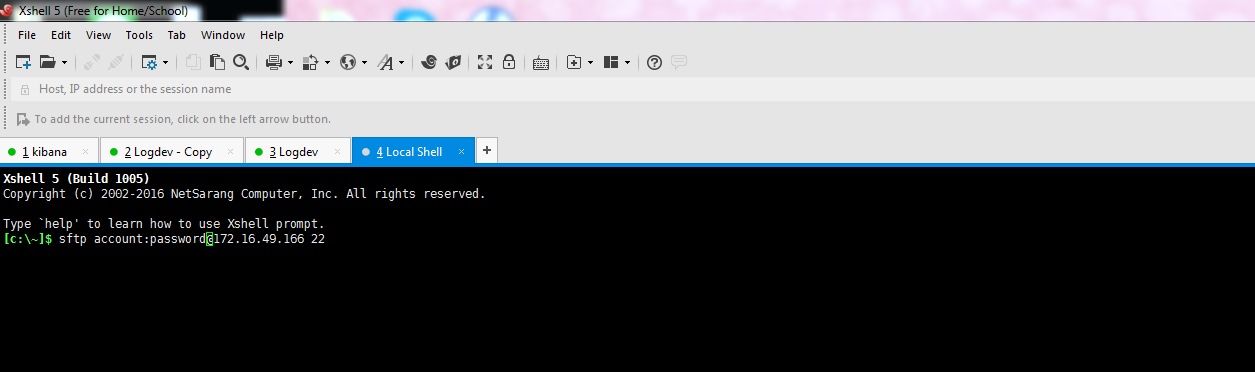 Xshell 5 (Free for Home/School)
File Edit View Tools Tab Window Help
Host, IP address or the session name
To add the current session, click on the left arrow button.
1 kibana × 2 Logdev - Copy × 3 Logdev × 4 Local Shell × +
Xshell 5 (Build 1005)
Copyright (c) 2002-2016 NetSarang Computer, Inc. All rights reserved.
Type `help' to learn how to use Xshell prompt.
[c:\~]$ sftp account:password@172.16.49.166 22